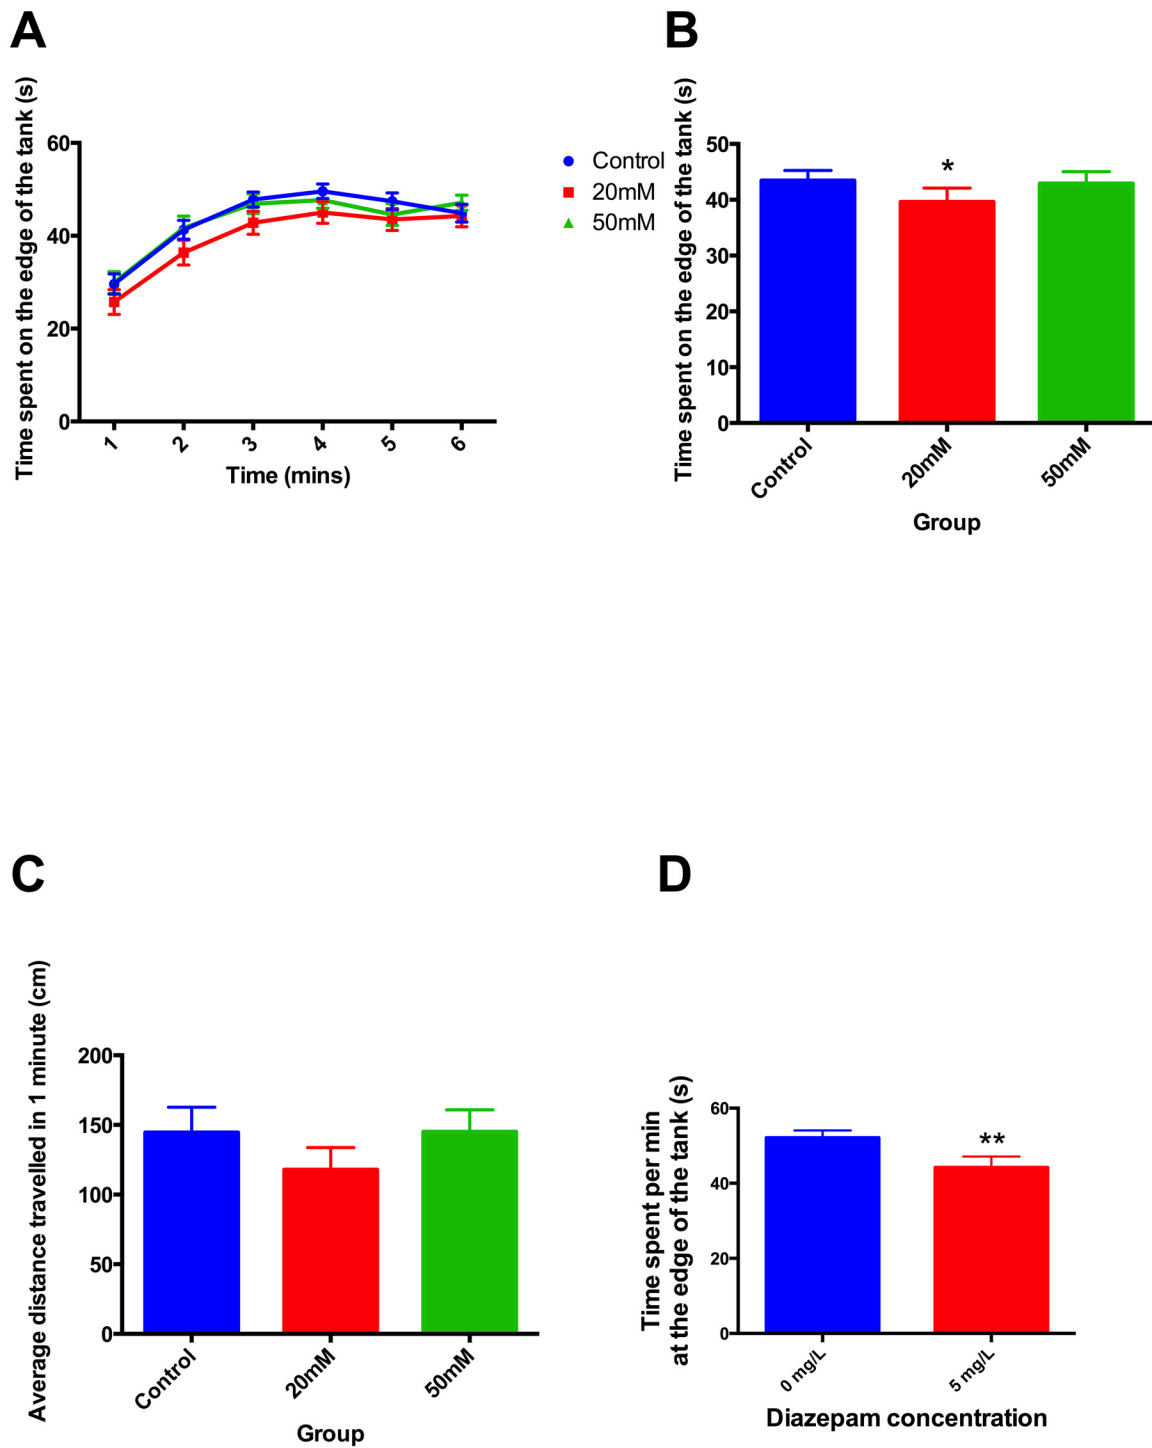 A
Time spent on the edge of the tank (s)
60
40
20
0
1
2
3
4
5
6
Time (mins)
Control
20mM
50mM
B
Time spent on the edge of the tank (s)
50
40
30
20
10
0
*
Control
20mM
50mM
Group
C
Average distance travelled in 1 minute (cm)
200
150
100
50
0
Control
20mM
50mM
Group
D
Time spent per min
at the edge of the tank (s)
60
40
20
0
**
0 mg/L
5 mg/L
Diazepam concentration